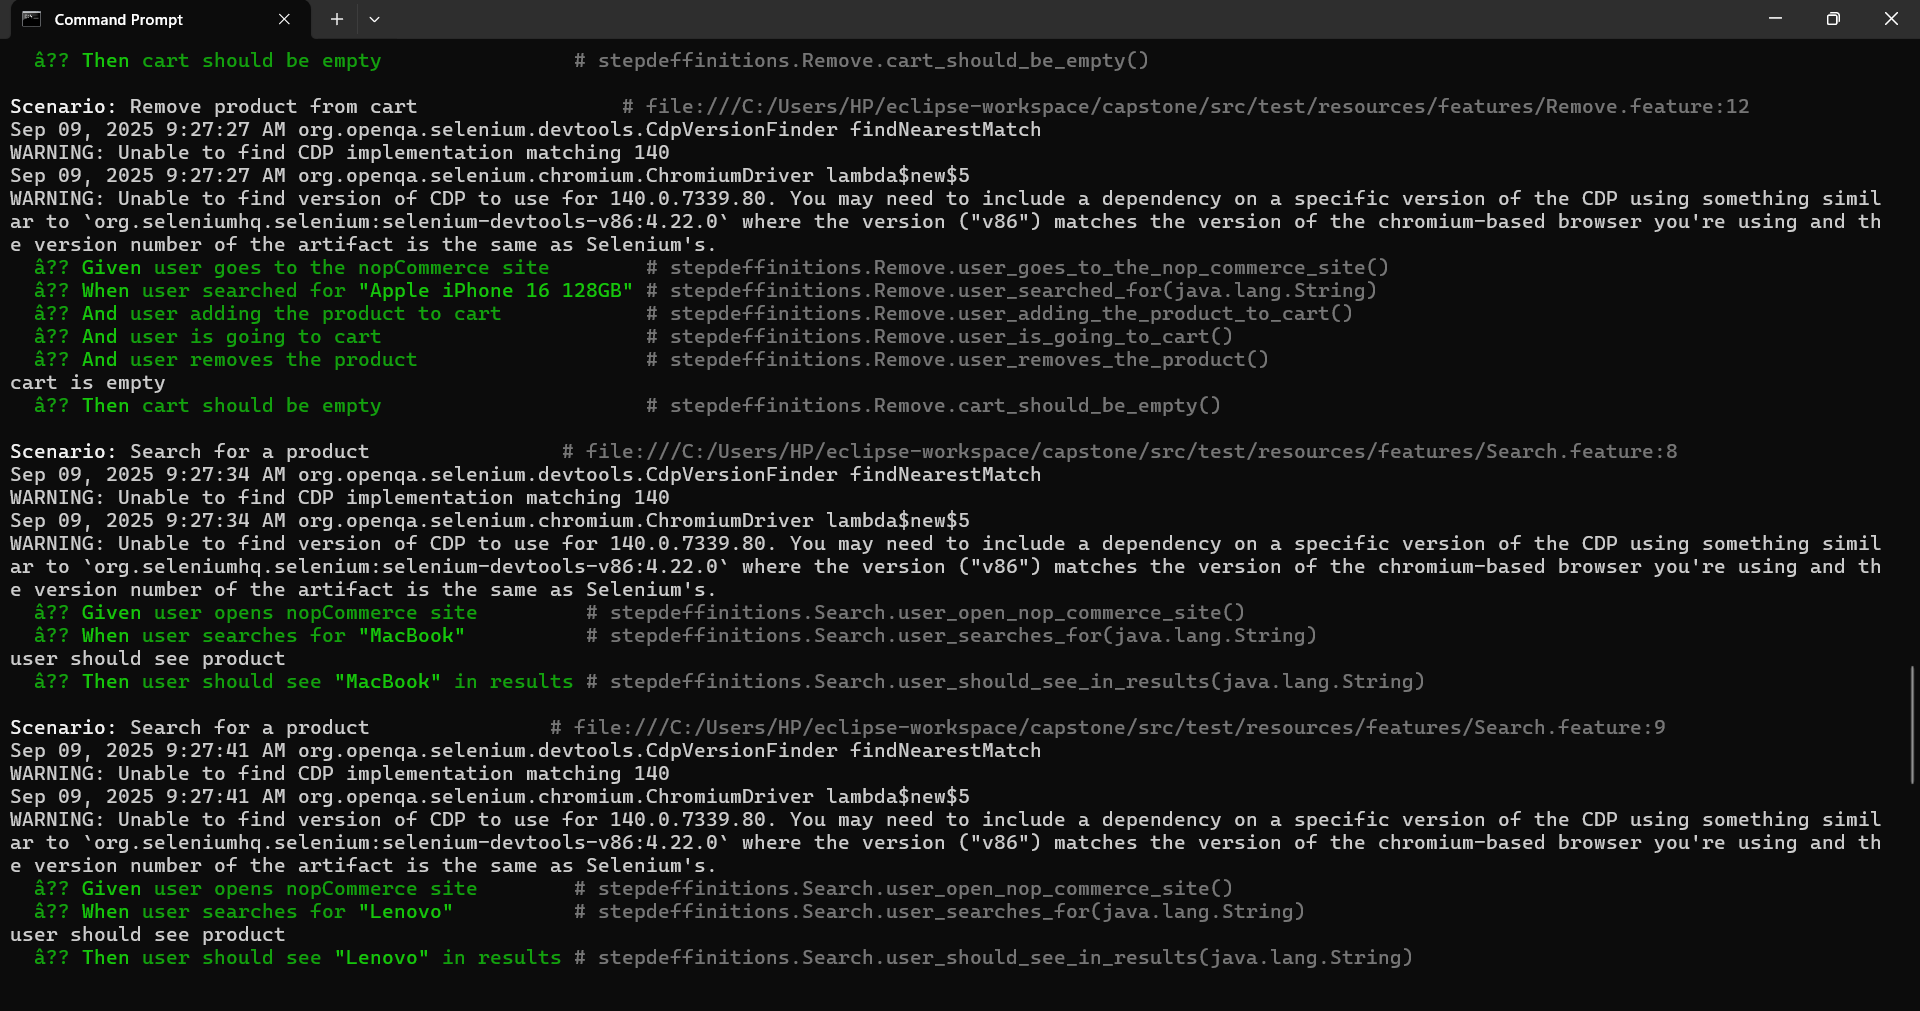 Command Prompt
â?? Then cart should be empty # stepdeffinitions.Remove.cart_should_be_empty()
Scenario: Remove product from cart # file:///C:/Users/HP/eclipse-workspace/capstone/src/test/resources/features/Remove.feature:12
Sep 09, 2025 9:27:27 AM org.openqa.selenium.devtools.CdpVersionFinder findNearestMatch
WARNING: Unable to find CDP implementation matching 140
Sep 09, 2025 9:27:27 AM org.openqa.selenium.chromium.ChromiumDriver lambda$new$5
WARNING: Unable to find version of CDP to use for 140.0.7339.80. You may need to include a dependency on a specific version of the CDP using something simil
ar to `org.seleniumhq.selenium:selenium-devtools-v86:4.22.0` where the version ("v86") matches the version of the chromium-based browser you're using and th
e version number of the artifact is the same as Selenium's.
â?? Given user goes to the nopCommerce site # stepdeffinitions.Remove.user_goes_to_the_nop_commerce_site()
â?? When user searched for "Apple iPhone 16 128GB" # stepdeffinitions.Remove.user_searched_for(java.lang.String)
â?? And user adding the product to cart # stepdeffinitions.Remove.user_adding_the_product_to_cart()
â?? And user is going to cart # stepdeffinitions.Remove.user_is_going_to_cart()
â?? And user removes the product # stepdeffinitions.Remove.user_removes_the_product()
cart is empty
â?? Then cart should be empty # stepdeffinitions.Remove.cart_should_be_empty()
Scenario: Search for a product # file:///C:/Users/HP/eclipse-workspace/capstone/src/test/resources/features/Search.feature:8
Sep 09, 2025 9:27:34 AM org.openqa.selenium.devtools.CdpVersionFinder findNearestMatch
WARNING: Unable to find CDP implementation matching 140
Sep 09, 2025 9:27:34 AM org.openqa.selenium.chromium.ChromiumDriver lambda$new$5
WARNING: Unable to find version of CDP to use for 140.0.7339.80. You may need to include a dependency on a specific version of the CDP using something simil
ar to `org.seleniumhq.selenium:selenium-devtools-v86:4.22.0` where the version ("v86") matches the version of the chromium-based browser you're using and th
e version number of the artifact is the same as Selenium's.
â?? Given user opens nopCommerce site # stepdeffinitions.Search.user_open_nop_commerce_site()
â?? When user searches for "MacBook" # stepdeffinitions.Search.user_searches_for(java.lang.String)
user should see product
â?? Then user should see "MacBook" in results # stepdeffinitions.Search.user_should_see_in_results(java.lang.String)
Scenario: Search for a product # file:///C:/Users/HP/eclipse-workspace/capstone/src/test/resources/features/Search.feature:9
Sep 09, 2025 9:27:41 AM org.openqa.selenium.devtools.CdpVersionFinder findNearestMatch
WARNING: Unable to find CDP implementation matching 140
Sep 09, 2025 9:27:41 AM org.openqa.selenium.chromium.ChromiumDriver lambda$new$5
WARNING: Unable to find version of CDP to use for 140.0.7339.80. You may need to include a dependency on a specific version of the CDP using something simil
ar to `org.seleniumhq.selenium:selenium-devtools-v86:4.22.0` where the version ("v86") matches the version of the chromium-based browser you're using and th
e version number of the artifact is the same as Selenium's.
â?? Given user opens nopCommerce site # stepdeffinitions.Search.user_open_nop_commerce_site()
â?? When user searches for "Lenovo" # stepdeffinitions.Search.user_searches_for(java.lang.String)
user should see product
â?? Then user should see "Lenovo" in results # stepdeffinitions.Search.user_should_see_in_results(java.lang.String)